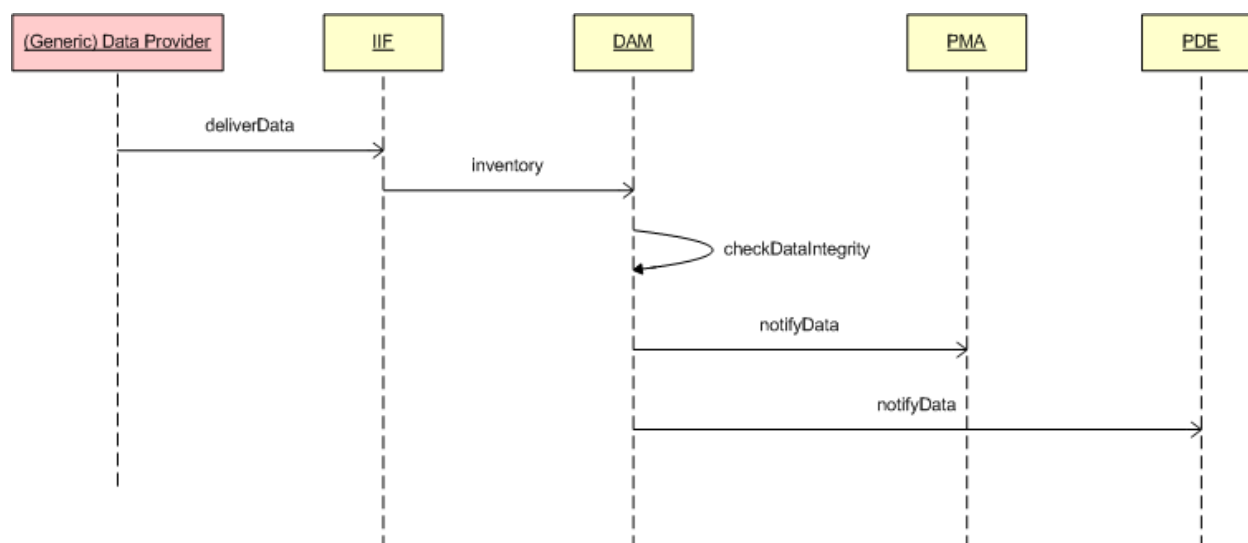 (Generic) Data Provider
IIF
DAM
PMA
PDE
deliverData
inventory
checkDataIntegrity
notifyData
notifyData